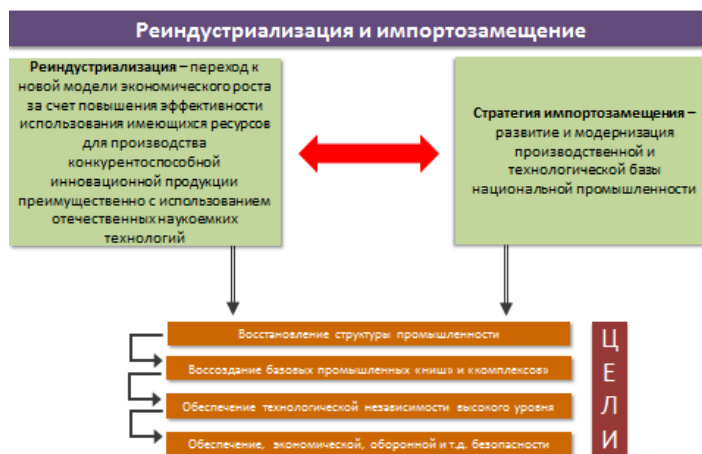 Реиндустриализация и импортозамещение
Реиндустриализация – переход к
новой модели экономического роста
за счет повышения эффективности
использования имеющихся ресурсов
для производства
конкурентоспособной
инновационной продукции
преимущественно с использованием
отечественных наукоемких
технологий
Стратегия импортозамещения –
развитие и модернизация
производственной и
технологической базы
национальной промышленности
Восстановление структуры промышленности
Воссоздание базовых промышленных «ниш» и «комплексов»
Обеспечение технологической независимости высокого уровня
Обеспечение, экономической, оборонной и т.д. безопасности
Ц
Е
Л
И